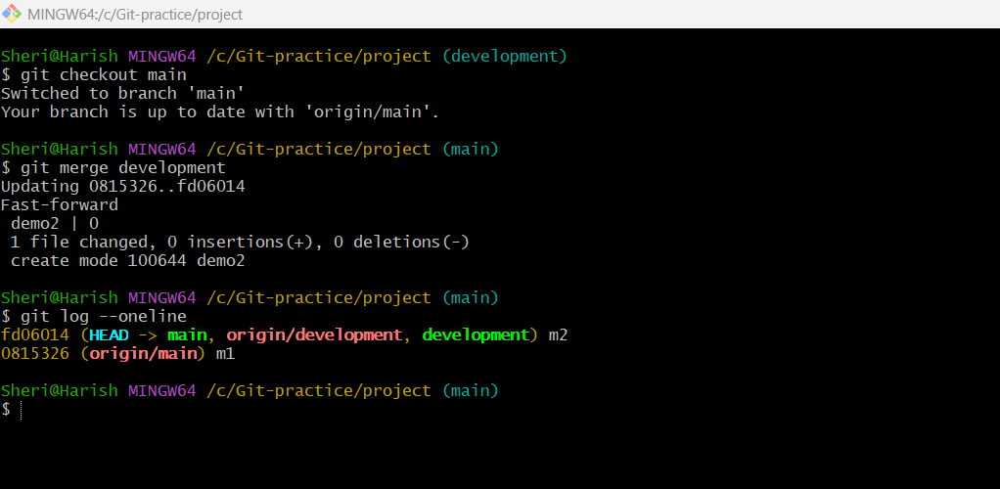 MINGW64:/c/Git-practice/project
Sheri@Harish MINGW64 /c/Git-practice/project (development)
$ git checkout main
Switched to branch 'main'
Your branch is up to date with 'origin/main'.
Sheri@Harish MINGW64 /c/Git-practice/project (main)
$ git merge development
Updating 0815326..fd06014
Fast-forward
 demo2 | 0
 1 file changed, 0 insertions(+), 0 deletions(-)
 create mode 100644 demo2
Sheri@Harish MINGW64 /c/Git-practice/project (main)
$ git log --oneline
fd06014 (HEAD -> main, origin/development, development) m2
0815326 (origin/main) m1
Sheri@Harish MINGW64 /c/Git-practice/project (main)
$